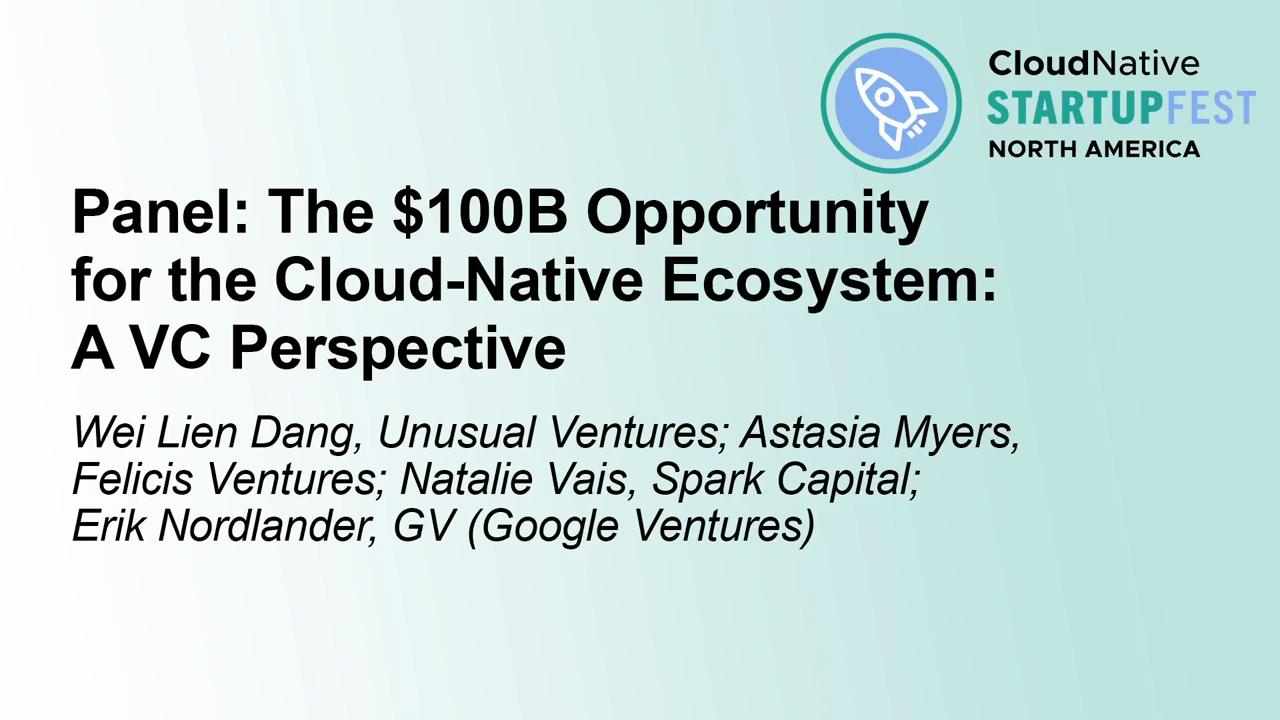 CloudNative
STARTUPFEST
NORTH AMERICA
Panel: The $100B Opportunity
for the Cloud-Native Ecosystem:
A VC Perspective
Wei Lien Dang, Unusual Ventures; Astasia Myers,
Felicis Ventures; Natalie Vais, Spark Capital;
Erik Nordlander, GV (Google Ventures)